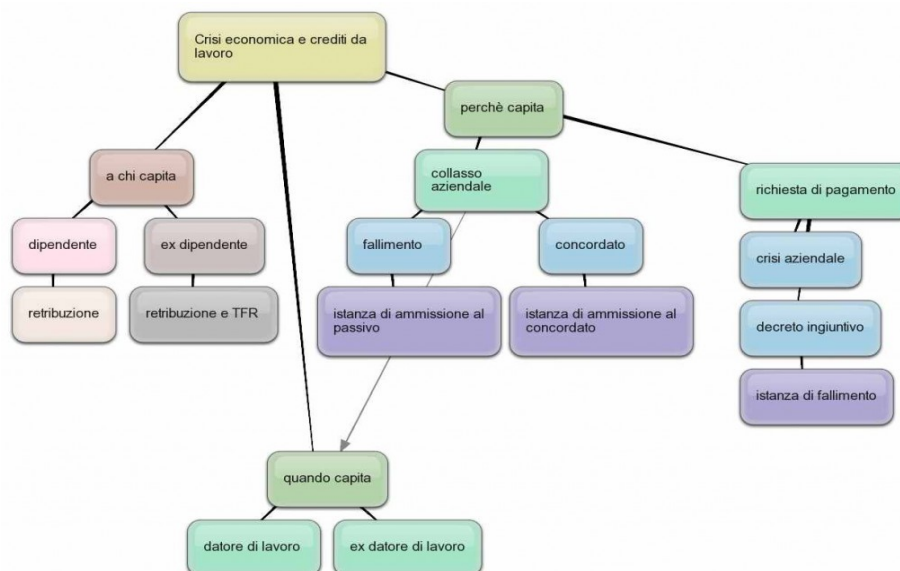 Crisi economica e crediti da
lavoro
perchè capita
a chi capita
collasso
aziendale
richiesta di pagamento
dipendente
ex dipendente
fallimento
concordato
crisi aziendale
retribuzione
retribuzione e TFR
istanza di ammissione al
passivo
istanza di ammissione al
concordato
decreto ingiuntivo
istanza di fallimento
quando capita
datore di lavoro
ex datore di lavoro